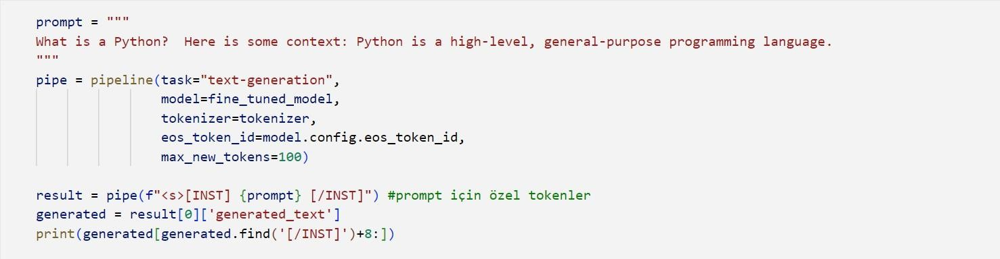 prompt = """
What is a Python?  Here is some context: Python is a high-level, general-purpose programming language.
"""
pipe = pipeline(task="text-generation",
                model=fine_tuned_model,
                tokenizer=tokenizer,
                eos_token_id=model.config.eos_token_id,
                max_new_tokens=100)
result = pipe(f"<s>[INST] {prompt} [/INST]") #prompt için özel tokenler
generated = result[0]['generated_text']
print(generated[generated.find('[/INST]')+8:])